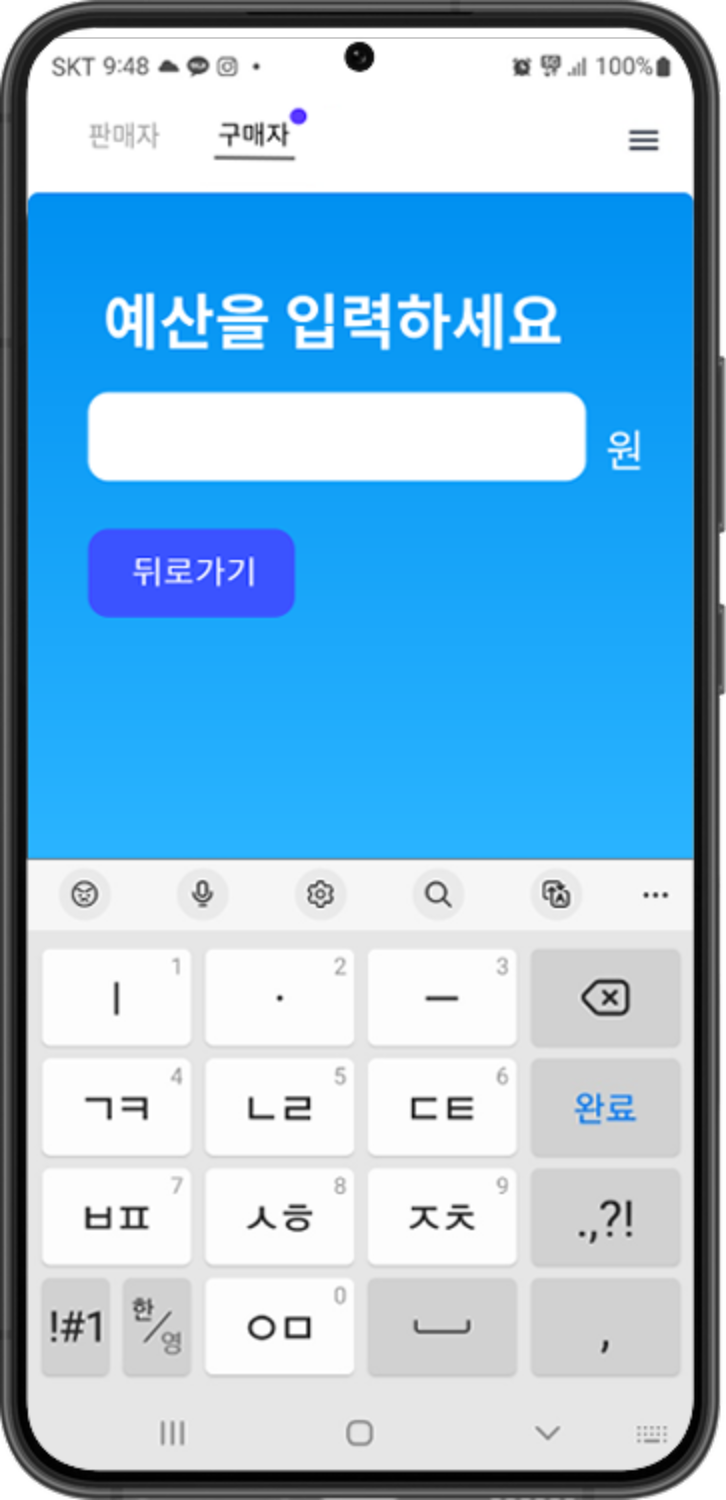 SKT 9:48 100%
판매자 구매자
예산을 입력하세요
원
뒤로가기
ㅣ 1 · 2 ㅡ 3
ㄱㅋ 4 ㄴㄹ 5 ㄷㅌ 6 완료
ㅂㅍ 7 ㅅㅎ 8 ㅈㅊ 9 .,?!
!#1 한/영 ㅇㅁ 0 ,